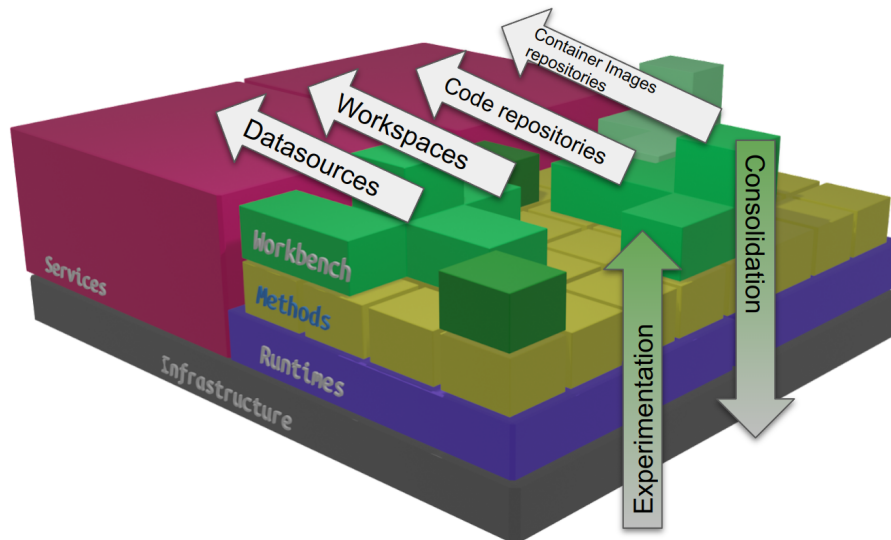 Container Images
repositories
Code repositories
Workspaces
Datasources
Consolidation
Workbench
Services
Methods
Runtimes
Infrastructure
Experimentation